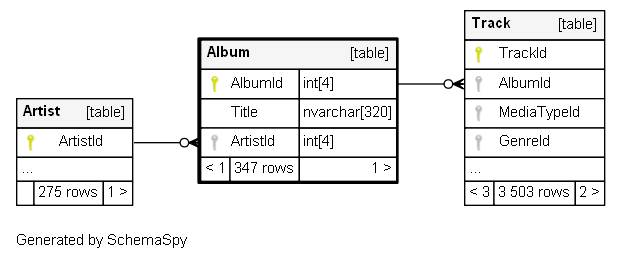 Artist [table]
ArtistId
...
275 rows 1 >
Album [table]
AlbumId int[4]
Title nvarchar[320]
ArtistId int[4]
< 1 347 rows 1 >
Track [table]
TrackId
AlbumId
MediaTypeId
GenreId
...
< 3 3 503 rows 2 >
Generated by SchemaSpy